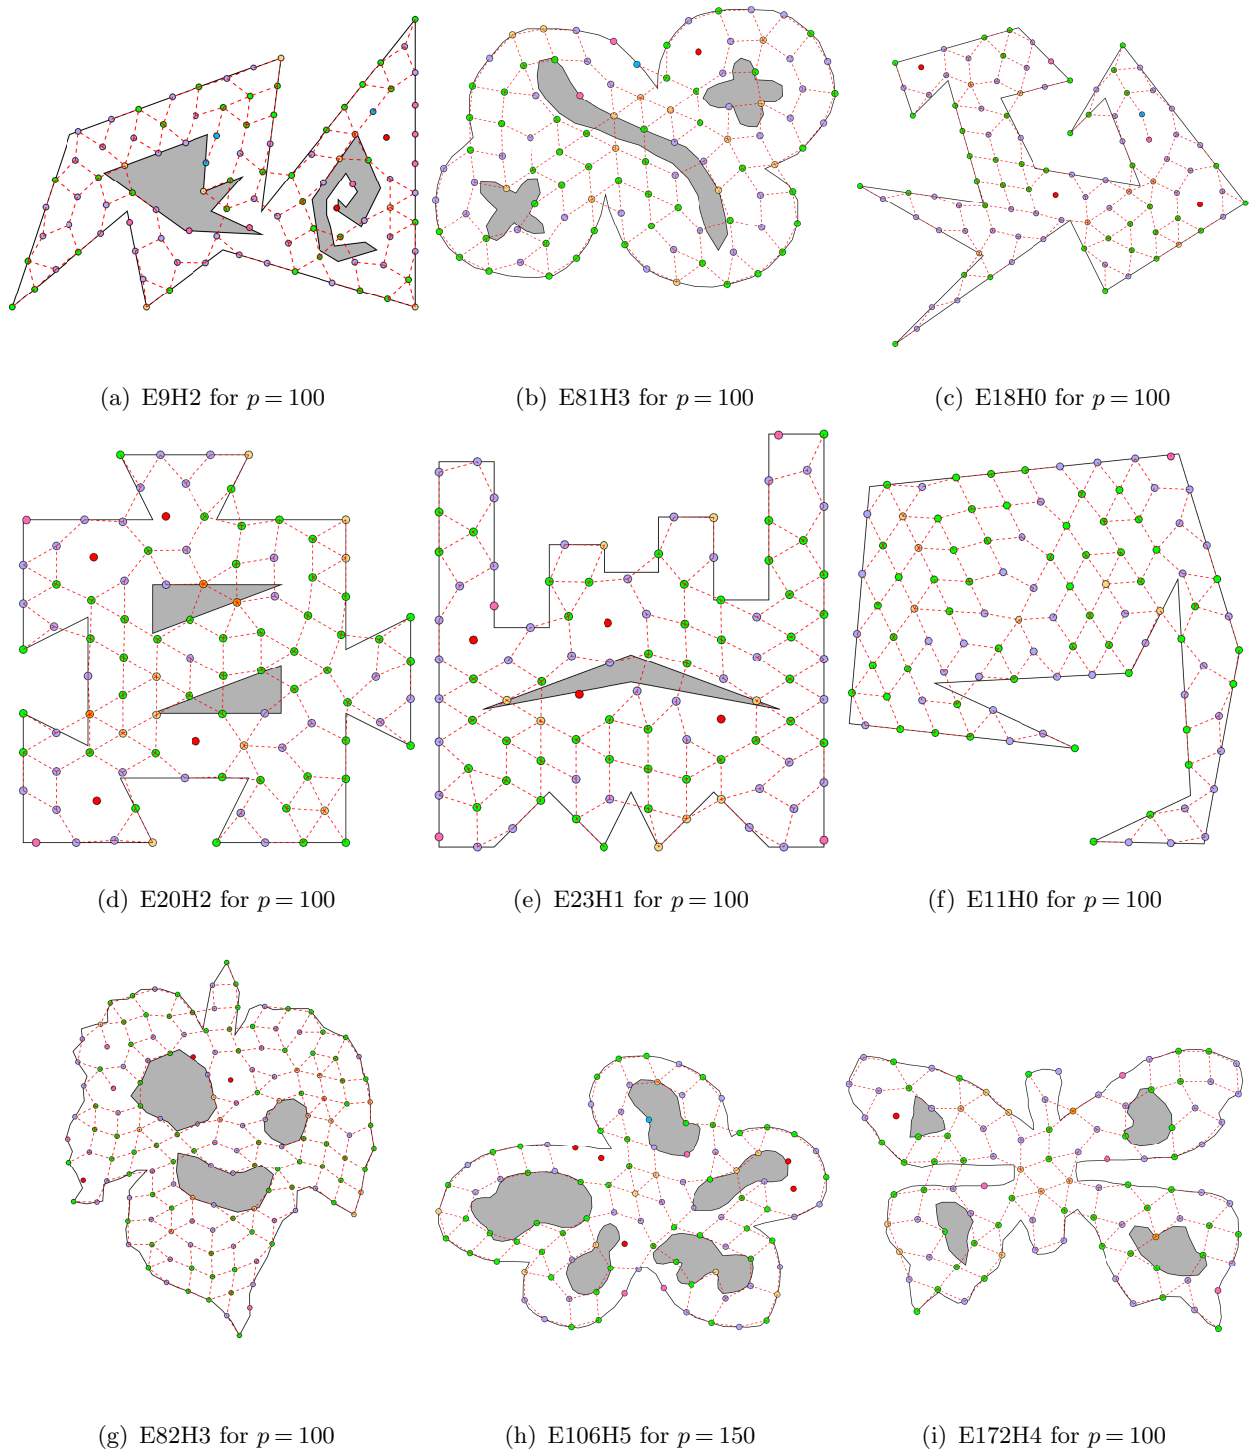 (a) E9H2 for p = 100
(b) E81H3 for p = 100
(c) E18H0 for p = 100
(d) E20H2 for p = 100
(e) E23H1 for p = 100
(f) E11H0 for p = 100
(g) E82H3 for p = 100
(h) E106H5 for p = 150
(i) E172H4 for p = 100